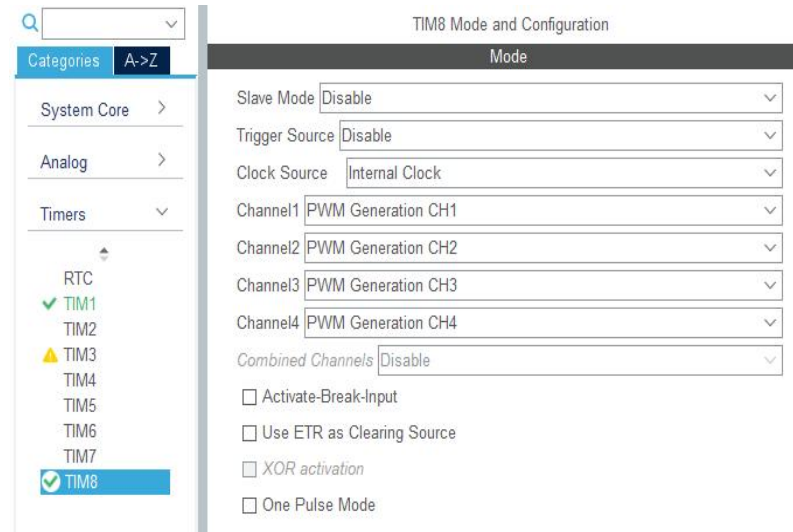 Categories A->Z
System Core
Analog
Timers
RTC
TIM1
TIM2
TIM3
TIM4
TIM5
TIM6
TIM7
TIM8
TIM8 Mode and Configuration
Mode
Slave Mode Disable
Trigger Source Disable
Clock Source Internal Clock
Channel1 PWM Generation CH1
Channel2 PWM Generation CH2
Channel3 PWM Generation CH3
Channel4 PWM Generation CH4
Combined Channels Disable
Activate-Break-Input
Use ETR as Clearing Source
XOR activation
One Pulse Mode